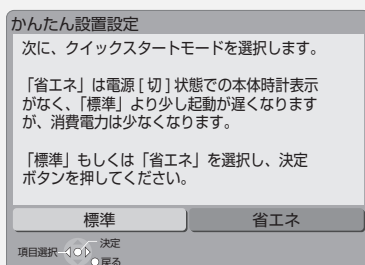 かんたん設置設定
次に、クイックスタートモードを選択します。
「省エネ」は電源 [ 切 ] 状態での本体時計表示
がなく、「標準」より少し起動が遅くなります
が、消費電力は少なくなります。
「標準」もしくは「省エネ」を選択し、決定
ボタンを押してください。
標準 省エネ
決定
項目選択
戻る